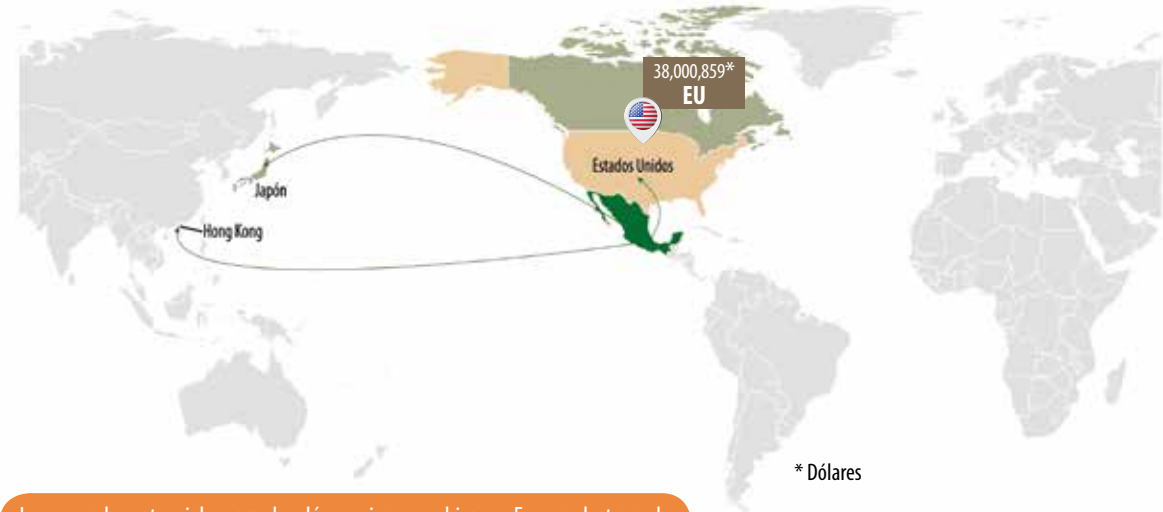 38,000,859*
EU
Estados Unidos
Japón
Hong Kong
* Dólares